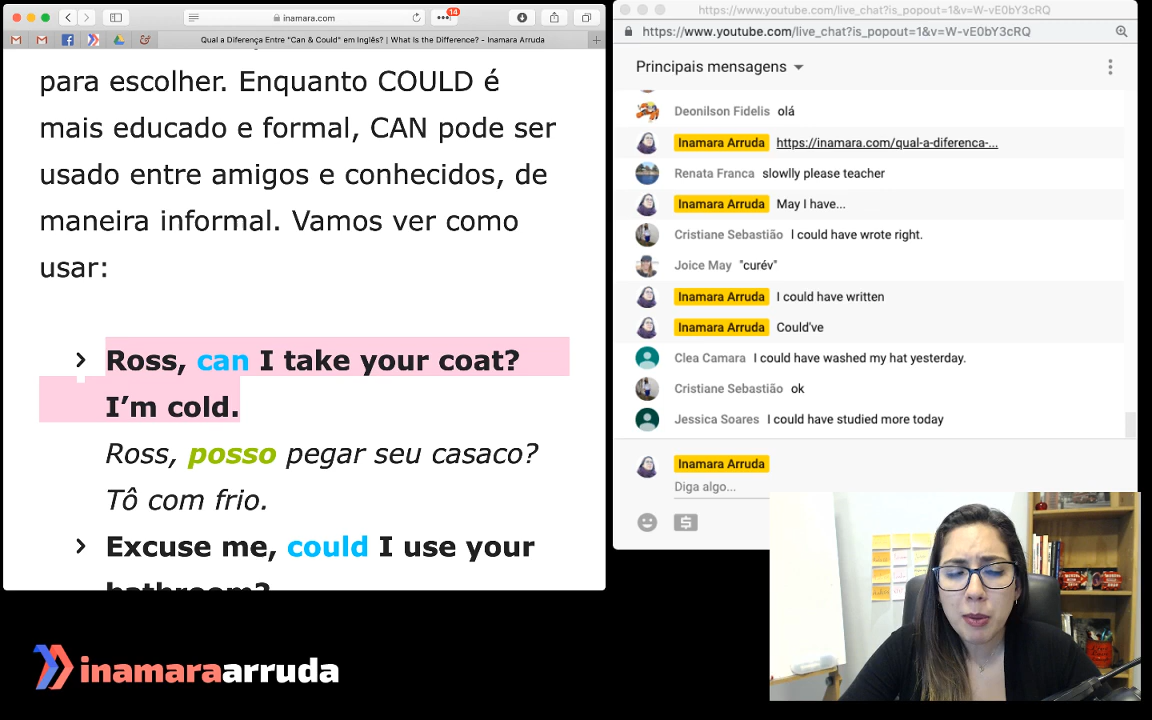 inamara.com
14
Qual a Diferença Entre "Can & Could" em Inglês? | What Is the Difference? - Inamara Arruda
para escolher. Enquanto COULD é
mais educado e formal, CAN pode ser
usado entre amigos e conhecidos, de
maneira informal. Vamos ver como
usar:
Ross, can I take your coat?
I'm cold.
Ross, posso pegar seu casaco?
Tô com frio.
Excuse me, could I use your
bathroom?
https://www.youtube.com/live_chat?is_popout=1&v=W-vE0bY3cRQ
https://www.youtube.com/live_chat?is_popout=1&v=W-vE0bY3cRQ
Principais mensagens
Deonilson Fidelis olá
Inamara Arruda https://inamara.com/qual-a-diferenca-...
Renata Franca slowlly please teacher
Inamara Arruda May I have...
Cristiane Sebastião I could have wrote right.
Joice May "curév"
Inamara Arruda I could have written
Inamara Arruda Could've
Clea Camara I could have washed my hat yesterday.
Cristiane Sebastião ok
Jessica Soares I could have studied more today
Inamara Arruda
Diga algo...
inamaraarruda